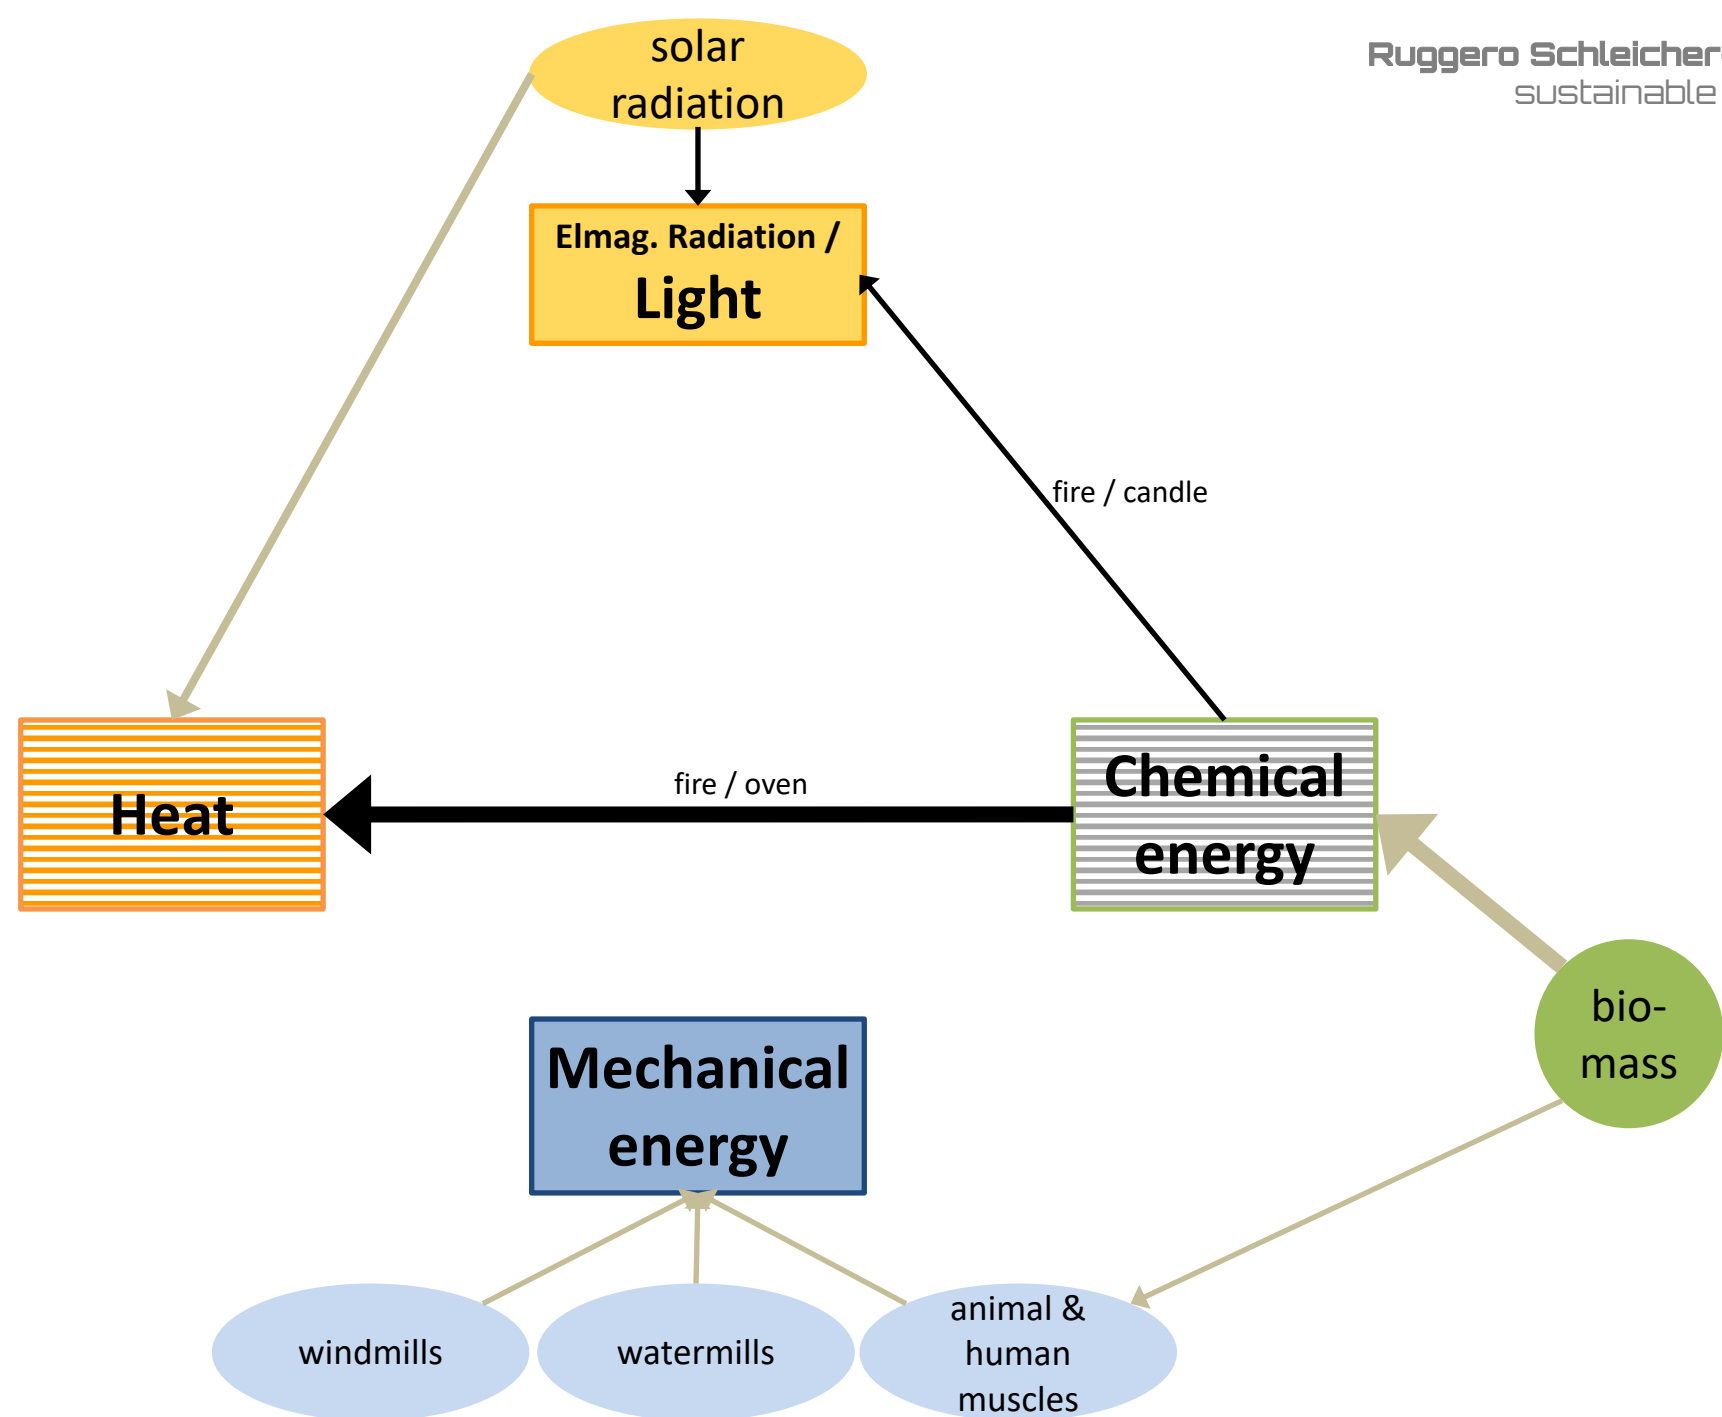 solar
radiation
Ruggero Schleicher
sustainable
Elmag. Radiation /
Light
fire / candle
fire / oven
Heat
Chemical
energy
bio-
mass
Mechanical
energy
windmills
watermills
animal &
human
muscles